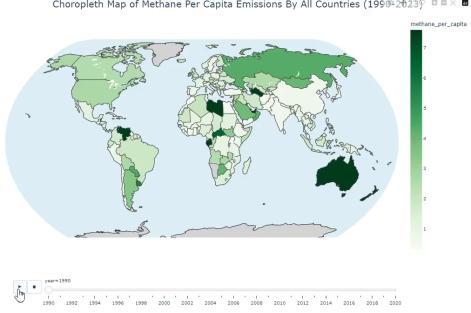 Choropleth Map of Methane Per Capita Emissions By All Countries (1990-2023)
methane_per_capita
7
6
5
4
3
2
1
year=1990
1990 1992 1994 1996 1998 2000 2002 2004 2006 2008 2010 2012 2014 2016 2018 2020